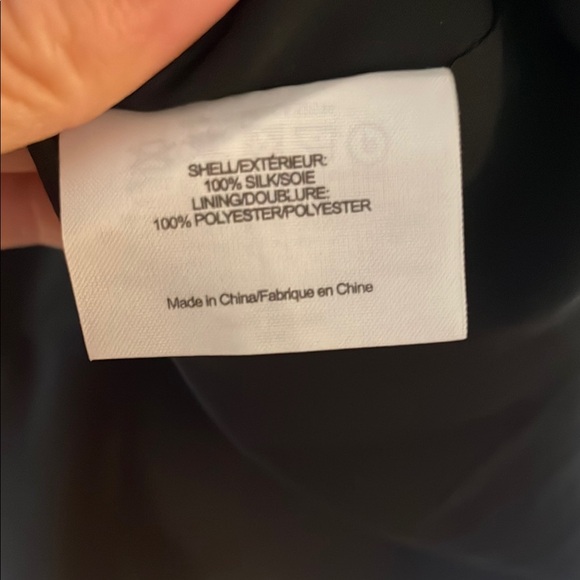 SHELL/EXTÉRIEUR:
100% SILK/SOIE
LINING/DOUBLURE:
100% POLYESTER/POLYESTER
Made in China/Fabrique en Chine